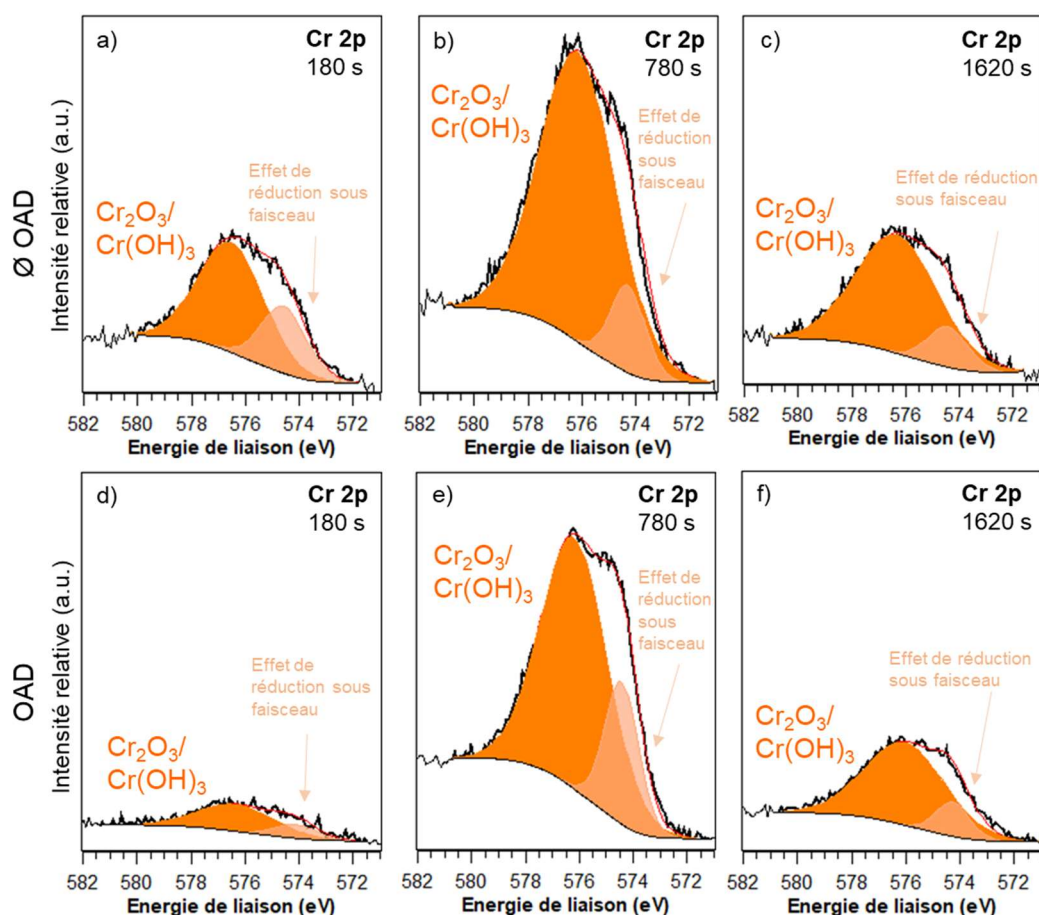 a)
Cr 2p
180 s
Cr₂O₃/
Cr(OH)₃
Effet de
réduction sous
faisceau
b)
Cr 2p
780 s
Cr₂O₃/
Cr(OH)₃
Effet de
réduction
sous
faisceau
c)
Cr 2p
1620 s
Cr₂O₃/
Cr(OH)₃
Effet de réduction
sous faisceau
Ø OAD
Intensité relative (a.u.)
582 580 578 576 574 572
Energie de liaison (eV)
582 580 578 576 574 572
Energie de liaison (eV)
582 580 578 576 574 572
Energie de liaison (eV)
d)
Cr 2p
180 s
Cr₂O₃/
Cr(OH)₃
Effet de
réduction sous
faisceau
e)
Cr 2p
780 s
Cr₂O₃/
Cr(OH)₃
Effet de
réduction
sous
faisceau
f)
Cr 2p
1620 s
Cr₂O₃/
Cr(OH)₃
Effet de réduction
sous faisceau
OAD
Intensité relative (a.u.)
582 580 578 576 574 572
Energie de liaison (eV)
582 580 578 576 574 572
Energie de liaison (eV)
582 580 578 576 574 572
Energie de liaison (eV)